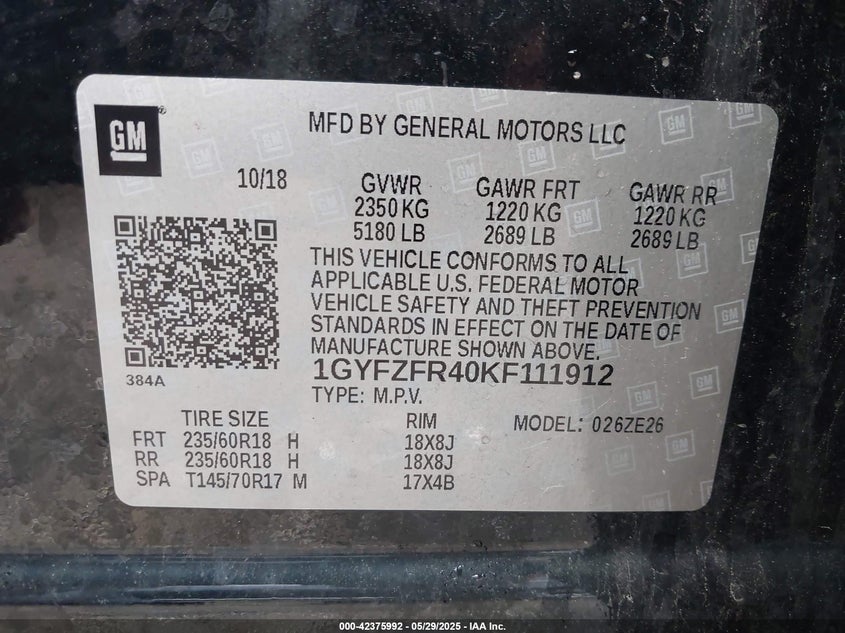 GM
MFD BY GENERAL MOTORS LLC
10/18
GVWR GAWR FRT GAWR RR
2350 KG 1220 KG 1220 KG
5180 LB 2689 LB 2689 LB
THIS VEHICLE CONFORMS TO ALL
APPLICABLE U.S. FEDERAL MOTOR
VEHICLE SAFETY AND THEFT PREVENTION
STANDARDS IN EFFECT ON THE DATE OF
MANUFACTURE SHOWN ABOVE.
1GYFZFR40KF111912
384A
TYPE: M.P.V.
TIRE SIZE RIM MODEL: 026ZE26
FRT 235/60R18 H 18X8J
RR 235/60R18 H 18X8J
SPA T145/70R17 M 17X4B
1-000-42375992 | 05/29/2025 - IAA Inc.